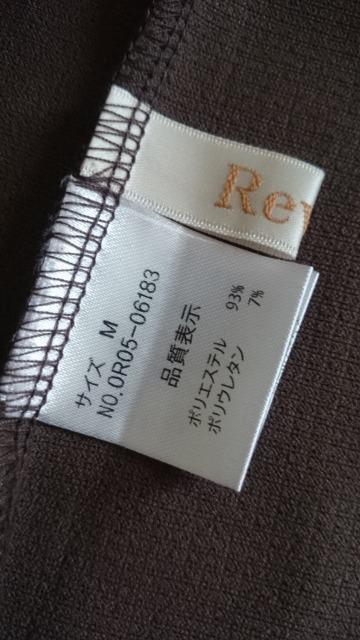 Re
サイズ M
NO.OR05-06183
品質表示
ポリエステル 93%
ポリウレタン 7%